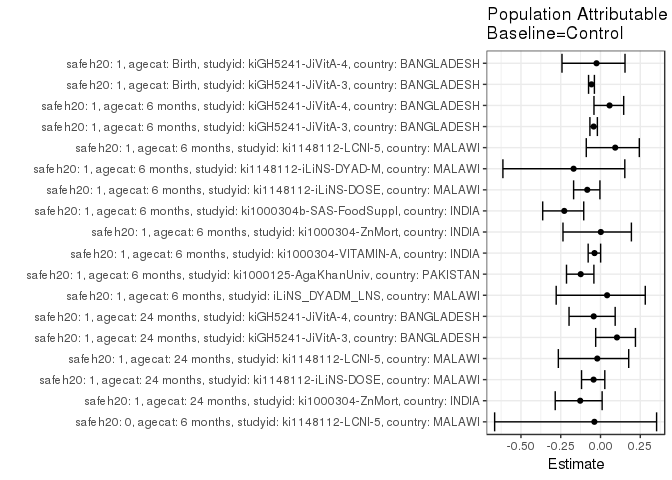 Population Attributable
Baseline=Control
safeh20: 1, agecat: Birth, studyid: kiGH5241-JiVitA-4, country: BANGLADESH
safeh20: 1, agecat: Birth, studyid: kiGH5241-JiVitA-3, country: BANGLADESH
safeh20: 1, agecat: 6 months, studyid: kiGH5241-JiVitA-4, country: BANGLADESH
safeh20: 1, agecat: 6 months, studyid: kiGH5241-JiVitA-3, country: BANGLADESH
safeh20: 1, agecat: 6 months, studyid: ki1148112-LCNI-5, country: MALAWI
safeh20: 1, agecat: 6 months, studyid: ki1148112-iLiNS-DYAD-M, country: MALAWI
safeh20: 1, agecat: 6 months, studyid: ki1148112-iLiNS-DOSE, country: MALAWI
safeh20: 1, agecat: 6 months, studyid: ki1000304b-SAS-FoodSuppl, country: INDIA
safeh20: 1, agecat: 6 months, studyid: ki1000304-ZnMort, country: INDIA
safeh20: 1, agecat: 6 months, studyid: ki1000304-VITAMIN-A, country: INDIA
safeh20: 1, agecat: 6 months, studyid: ki1000125-AgaKhanUniv, country: PAKISTAN
safeh20: 1, agecat: 6 months, studyid: iLiNS_DYADM_LNS, country: MALAWI
safeh20: 1, agecat: 24 months, studyid: kiGH5241-JiVitA-4, country: BANGLADESH
safeh20: 1, agecat: 24 months, studyid: kiGH5241-JiVitA-3, country: BANGLADESH
safeh20: 1, agecat: 24 months, studyid: ki1148112-LCNI-5, country: MALAWI
safeh20: 1, agecat: 24 months, studyid: ki1148112-iLiNS-DOSE, country: MALAWI
safeh20: 1, agecat: 24 months, studyid: ki1000304-ZnMort, country: INDIA
safeh20: 0, agecat: 6 months, studyid: ki1148112-LCNI-5, country: MALAWI
-0.50 -0.25 0.00 0.25
Estimate